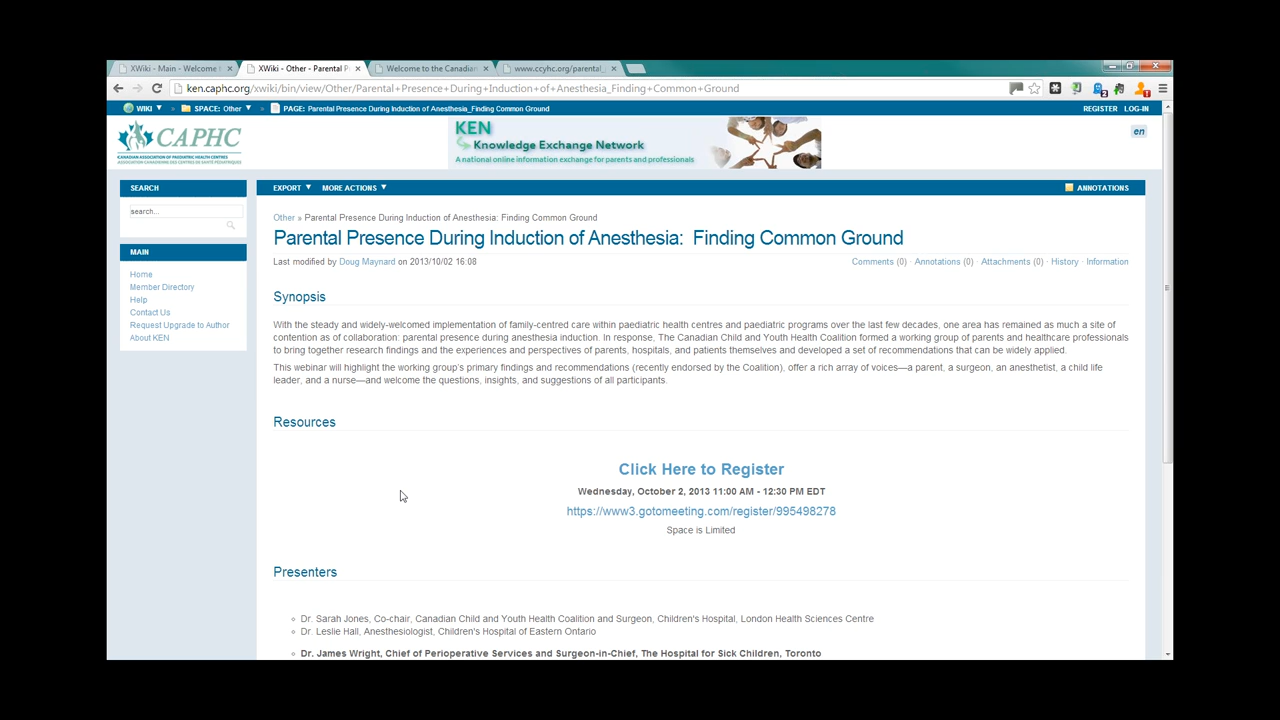 XWiki - Main - Welcome
XWiki - Other - Parental P
Welcome to the Canadian
www.ccyhc.org/parental_
ken.caphc.org/xwiki/bin/view/Other/Parental+Presence+During+Induction+of+Anesthesia_Finding+Common+Ground
WIKI SPACE: Other PAGE: Parental Presence During Induction of Anesthesia_Finding Common Ground REGISTER LOG-IN
CAPHC
CANADIAN ASSOCIATION OF PAEDIATRIC HEALTH CENTRES
ASSOCIATION CANADIENNE DES CENTRES DE SANTÉ PÉDIATRIQUES
KEN
Knowledge Exchange Network
A national online information exchange for parents and professionals
en
SEARCH
search...
MAIN
Home
Member Directory
Help
Contact Us
Request Upgrade to Author
About KEN
EXPORT MORE ACTIONS ANNOTATIONS
Other » Parental Presence During Induction of Anesthesia: Finding Common Ground
Parental Presence During Induction of Anesthesia: Finding Common Ground
Last modified by Doug Maynard on 2013/10/02 16:08
Comments (0) · Annotations (0) · Attachments (0) · History · Information
Synopsis
With the steady and widely-welcomed implementation of family-centred care within paediatric health centres and paediatric programs over the last few decades, one area has remained as much a site of
contention as of collaboration: parental presence during anesthesia induction. In response, The Canadian Child and Youth Health Coalition formed a working group of parents and healthcare professionals
to bring together research findings and the experiences and perspectives of parents, hospitals, and patients themselves and developed a set of recommendations that can be widely applied.
This webinar will highlight the working group's primary findings and recommendations (recently endorsed by the Coalition), offer a rich array of voices—a parent, a surgeon, an anesthetist, a child life
leader, and a nurse—and welcome the questions, insights, and suggestions of all participants.
Resources
Click Here to Register
Wednesday, October 2, 2013 11:00 AM - 12:30 PM EDT
https://www3.gotomeeting.com/register/995498278
Space is Limited
Presenters
Dr. Sarah Jones, Co-chair, Canadian Child and Youth Health Coalition and Surgeon, Children's Hospital, London Health Sciences Centre
Dr. Leslie Hall, Anesthesiologist, Children's Hospital of Eastern Ontario
Dr. James Wright, Chief of Perioperative Services and Surgeon-in-Chief, The Hospital for Sick Children, Toronto